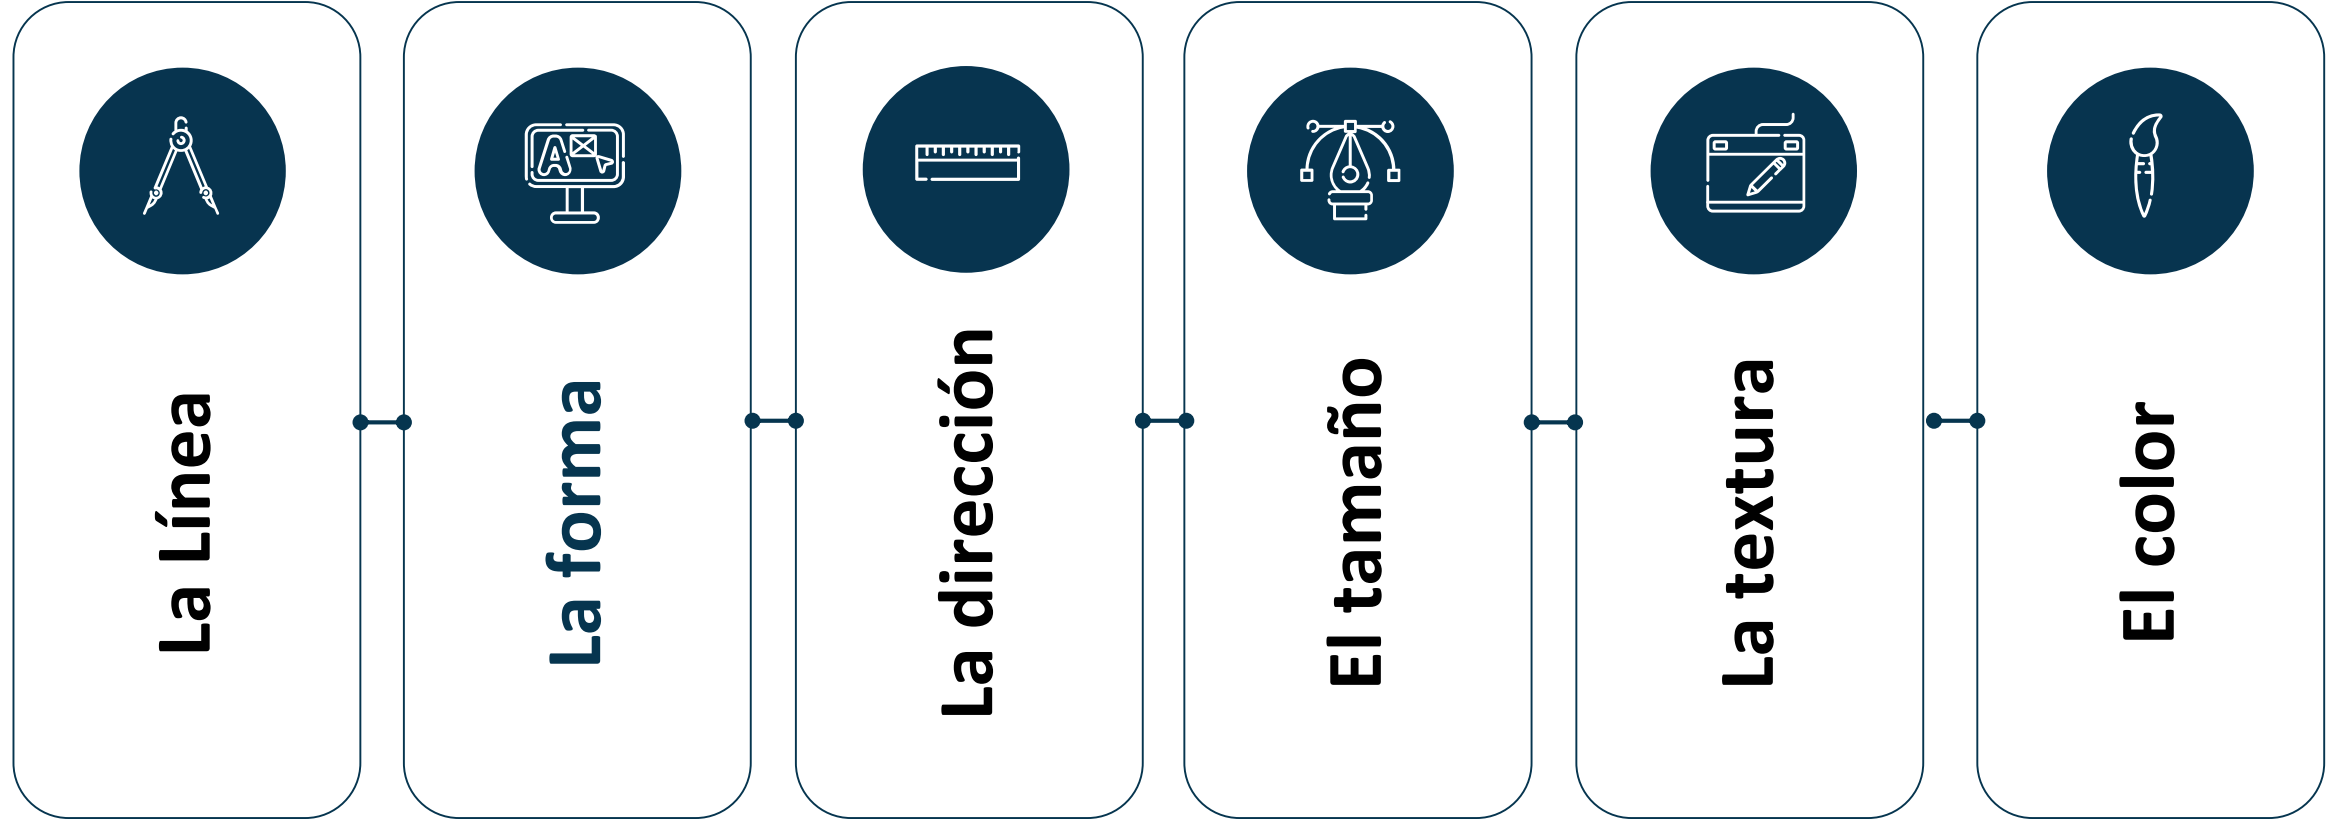 La Línea
La forma
La dirección
El tamaño
La textura
El color
A